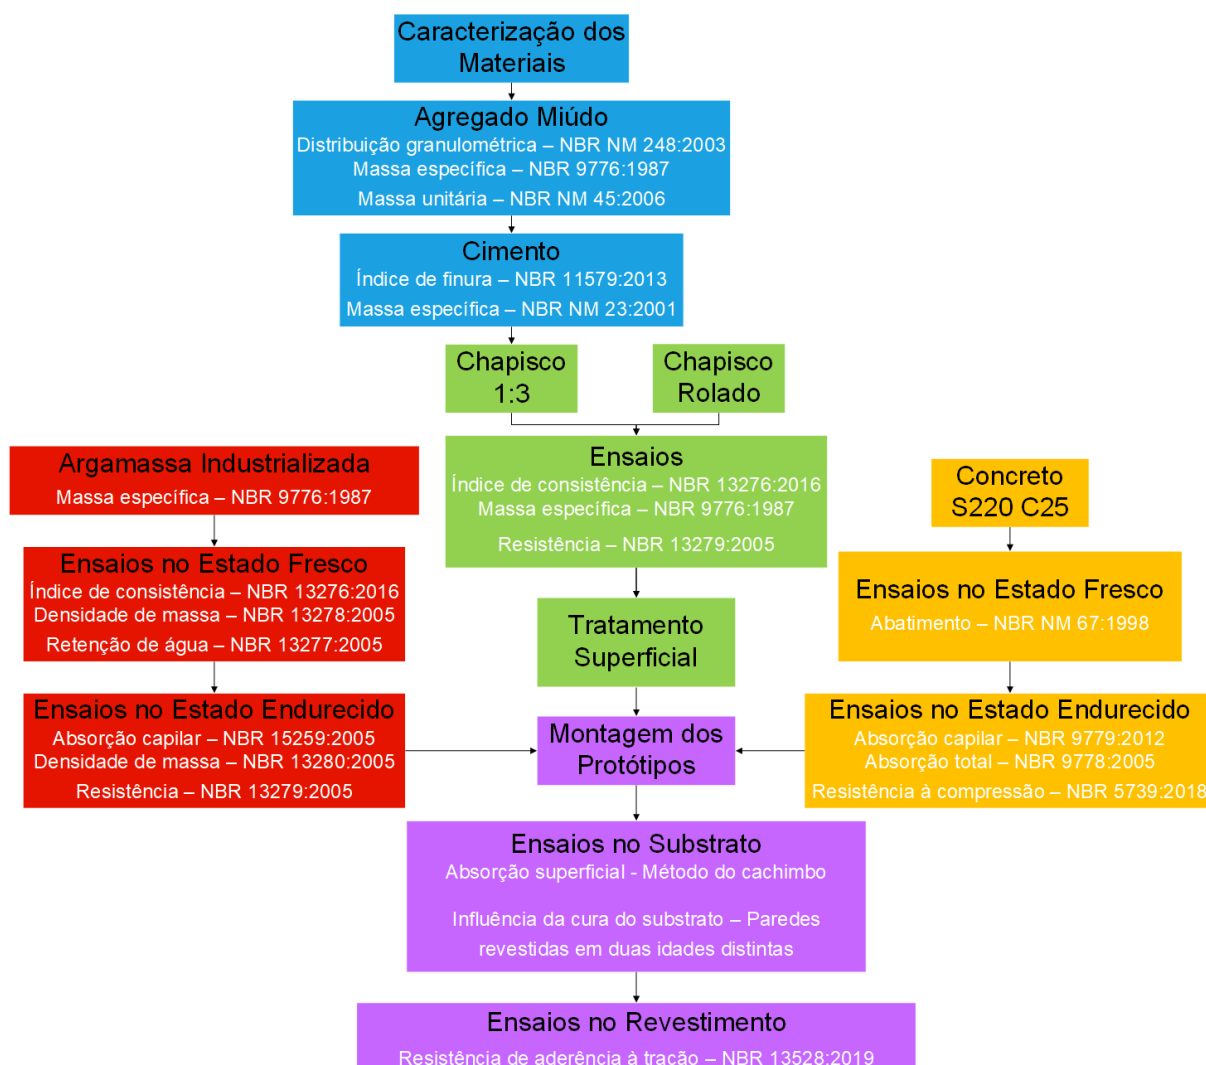 Caracterização dos
Materiais
Agregado Miúdo
Distribuição granulométrica – NBR NM 248:2003
Massa específica – NBR 9776:1987
Massa unitária – NBR NM 45:2006
Cimento
Índice de finura – NBR 11579:2013
Massa específica – NBR NM 23:2001
Chapisco
1:3
Chapisco
Rolado
Ensaios
Índice de consistência – NBR 13276:2016
Massa específica – NBR 9776:1987
Resistência – NBR 13279:2005
Tratamento
Superficial
Argamassa Industrializada
Massa específica – NBR 9776:1987
Ensaios no Estado Fresco
Índice de consistência – NBR 13276:2016
Densidade de massa – NBR 13278:2005
Retenção de água – NBR 13277:2005
Ensaios no Estado Endurecido
Absorção capilar – NBR 15259:2005
Densidade de massa – NBR 13280:2005
Resistência – NBR 13279:2005
Concreto
S220 C25
Ensaios no Estado Fresco
Abatimento – NBR NM 67:1998
Ensaios no Estado Endurecido
Absorção capilar – NBR 9779:2012
Absorção total – NBR 9778:2005
Resistência à compressão – NBR 5739:2018
Montagem dos
Protótipos
Ensaios no Substrato
Absorção superficial - Método do cachimbo
Influência da cura do substrato – Paredes
revestidas em duas idades distintas
Ensaios no Revestimento
Resistência de aderência à tração – NBR 13528:2019